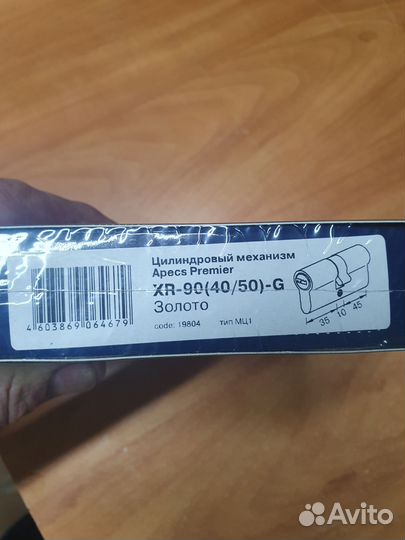 Цилиндровый механизм
Apecs Premier
XR-90(40/50)-G
Золото
code: 19804 тип МЦ1
4603869064679
35 10 45
Avito